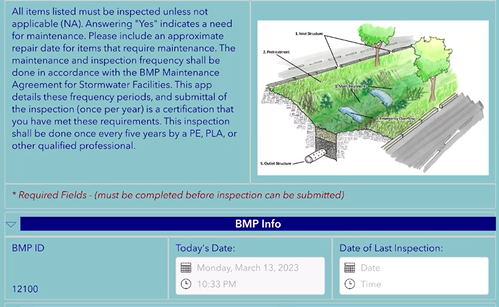 All items listed must be inspected unless not
applicable (NA). Answering "Yes" indicates a need
for maintenance. Please include an approximate
repair date for items that require maintenance. The
maintenance and inspection frequency shall be
done in accordance with the BMP Maintenance
Agreement for Stormwater Facilities. This app
details these frequency periods, and submittal of
the inspection (once per year) is a certification that
you have met these requirements. This inspection
shall be done once every five years by a PE, PLA, or
other qualified professional.
1. Inlet Structure
2. Pretreatment
5. Outlet Structure
* Required Fields - (must be completed before inspection can be submitted)
BMP Info
BMP ID
12100
Today's Date:
Monday, March 13, 2023
10:33 PM
Date of Last Inspection:
Date
Time